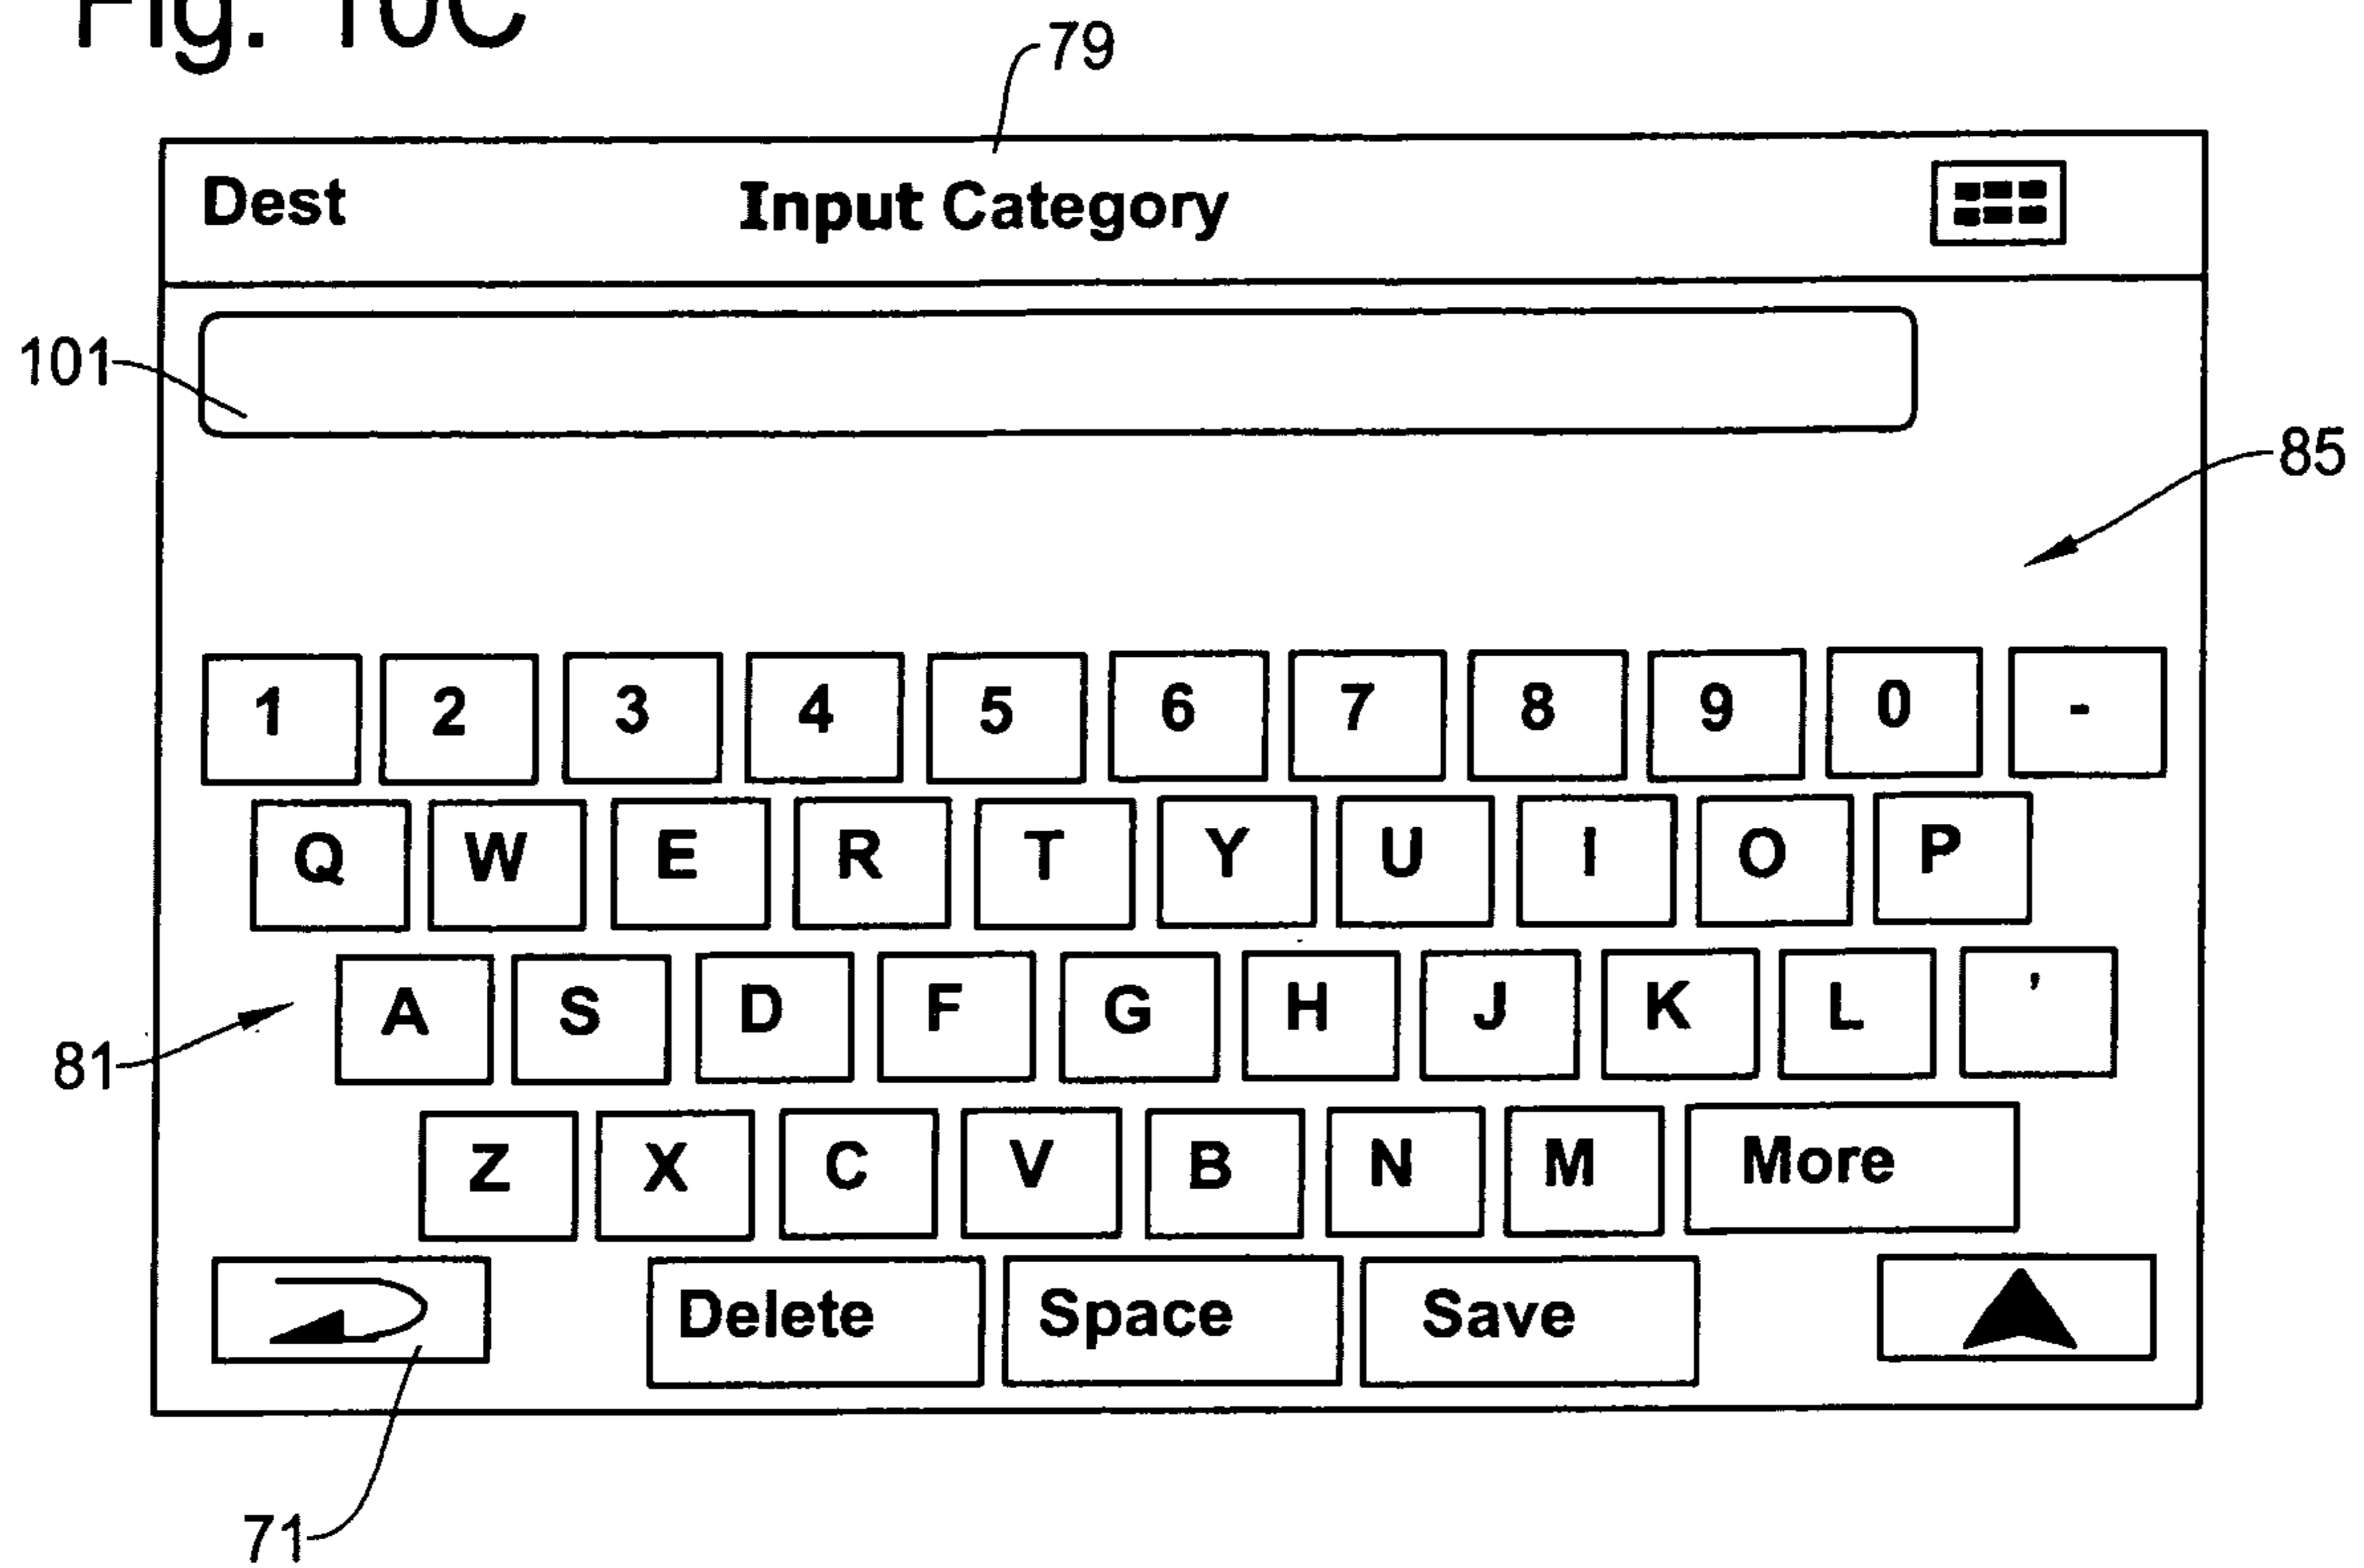 Fig. 10C
79
Dest Input Category
101
85
1 2 3 4 5 6 7 8 9 0 -
Q W E R T Y U I O P
A S D F G H J K L ’
81
Z X C V B N M More
Delete Space Save
71